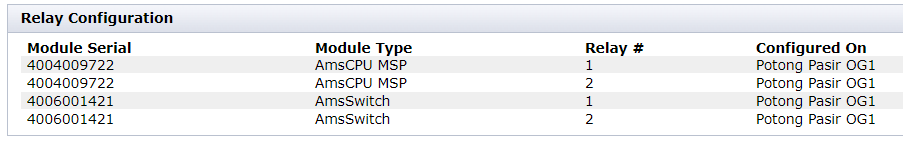 Relay Configuration
Module Serial Module Type Relay # Configured On
4004009722 AmsCPU MSP 1 Potong Pasir OG1
4004009722 AmsCPU MSP 2 Potong Pasir OG1
4006001421 AmsSwitch 1 Potong Pasir OG1
4006001421 AmsSwitch 2 Potong Pasir OG1